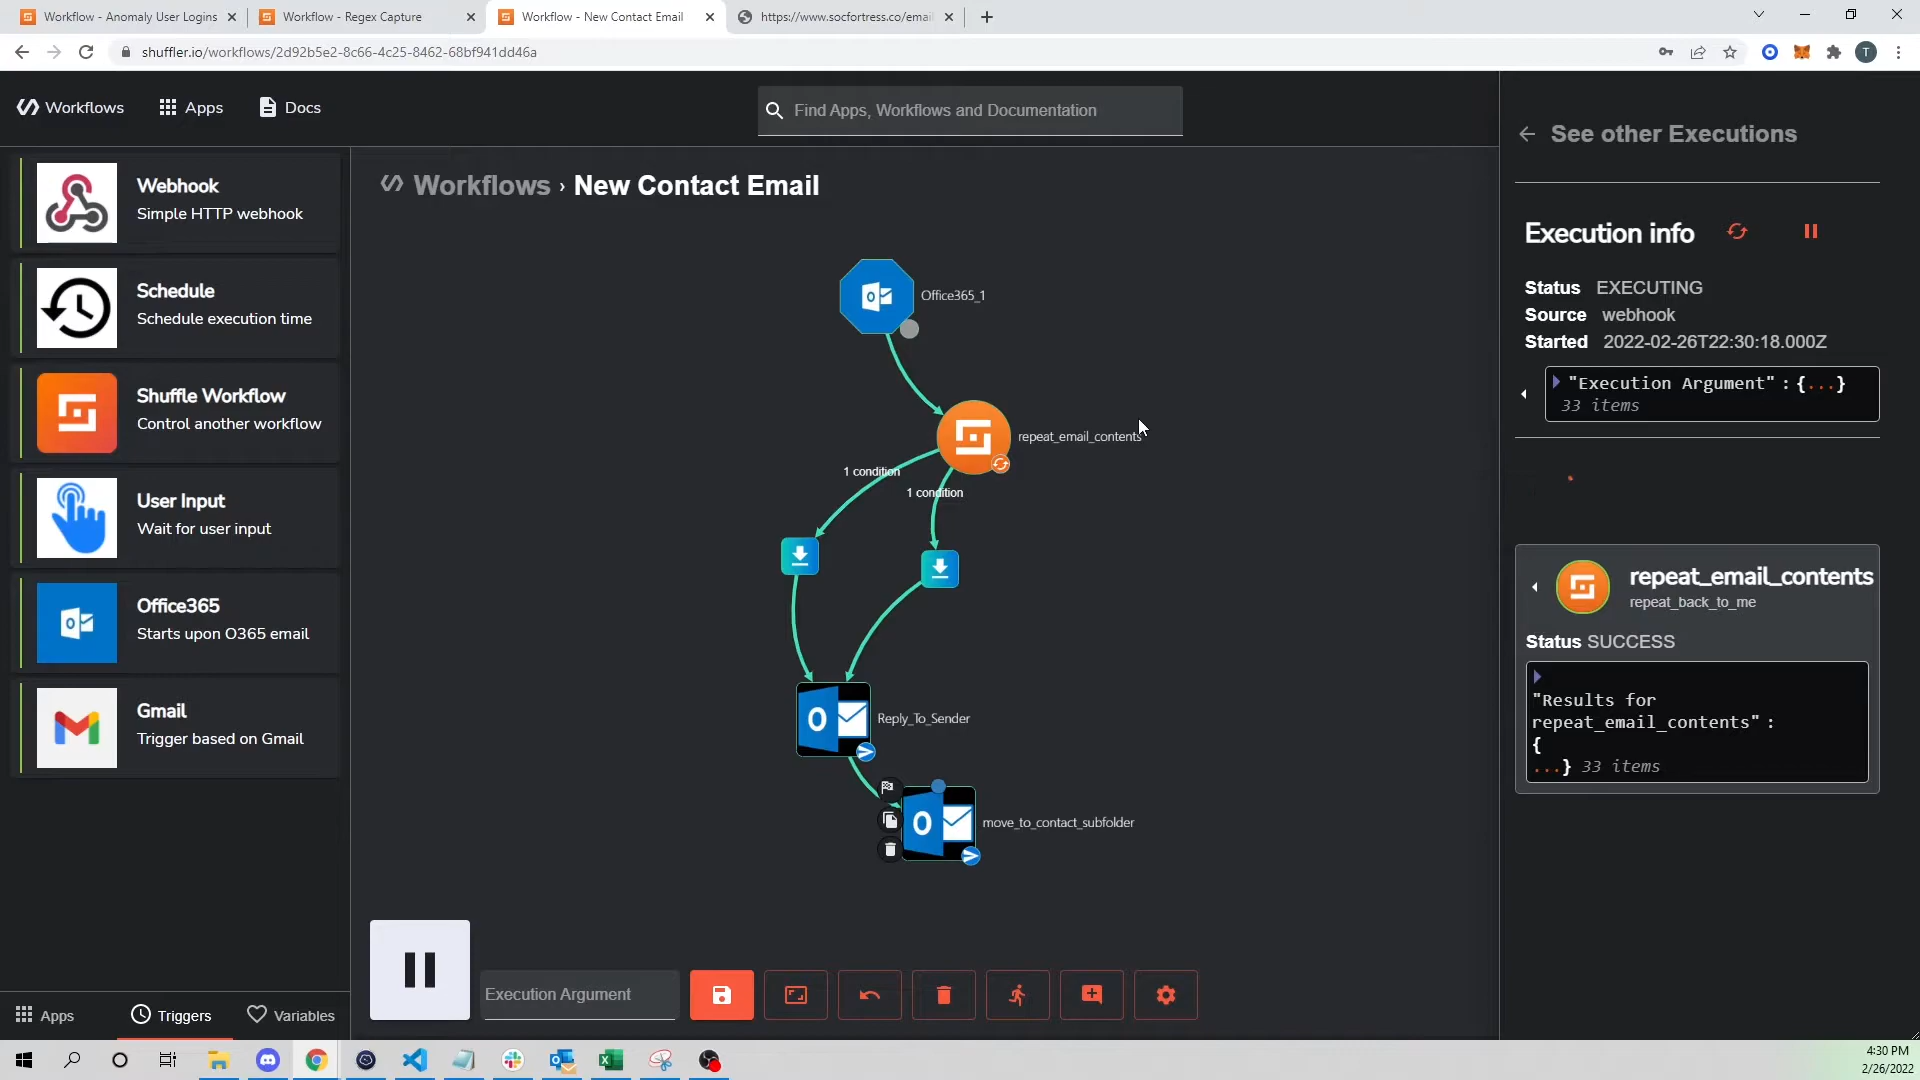 Workflow - Anomaly User Logins
Workflow - Regex Capture
Workflow - New Contact Email
https://www.socfortress.co/email
shuffler.io/workflows/2d92b5e2-8c66-4c25-8462-68bf941dd46a
T
Workflows
Apps
Docs
Find Apps, Workflows and Documentation
See other Executions
Webhook
Simple HTTP webhook
Schedule
Schedule execution time
Shuffle Workflow
Control another workflow
User Input
Wait for user input
Office365
Starts upon O365 email
Gmail
Trigger based on Gmail
Workflows › New Contact Email
Office365_1
repeat_email_contents
1 condition
1 condition
Reply_To_Sender
move_to_contact_subfolder
Execution info
Status EXECUTING
Source webhook
Started 2022-02-26T22:30:18.000Z
"Execution Argument" : {...}
33 items
repeat_email_contents
repeat_back_to_me
Status SUCCESS
"Results for
repeat_email_contents" :
{
...} 33 items
Execution Argument
Apps
Triggers
Variables
4:30 PM
2/26/2022